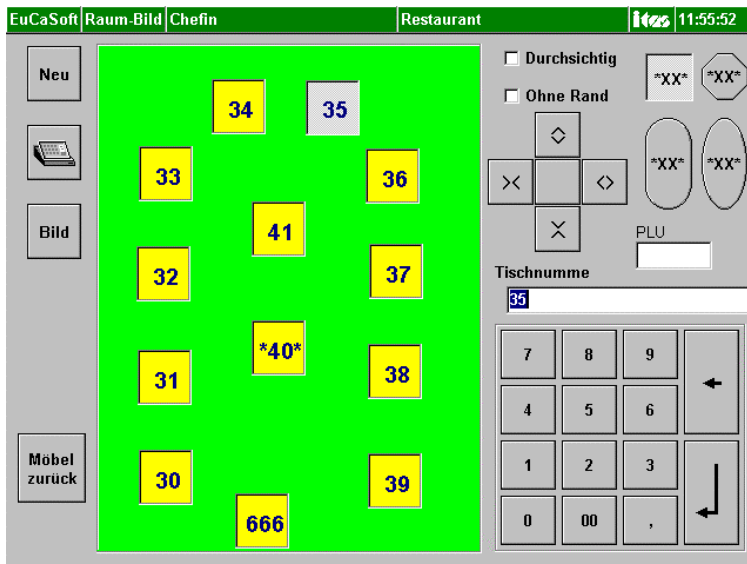 EuCaSoft Raum-Bild Chefin Restaurant itos 11:55:52
Neu
Bild
Möbel
zurück
34 35
33 36
41
32 37
*40*
31 38
30 39
666
Durchsichtig
Ohne Rand
*XX* *XX*
*XX* *XX*
PLU
Tischnumme
35
7 8 9
4 5 6
1 2 3
0 00 ,